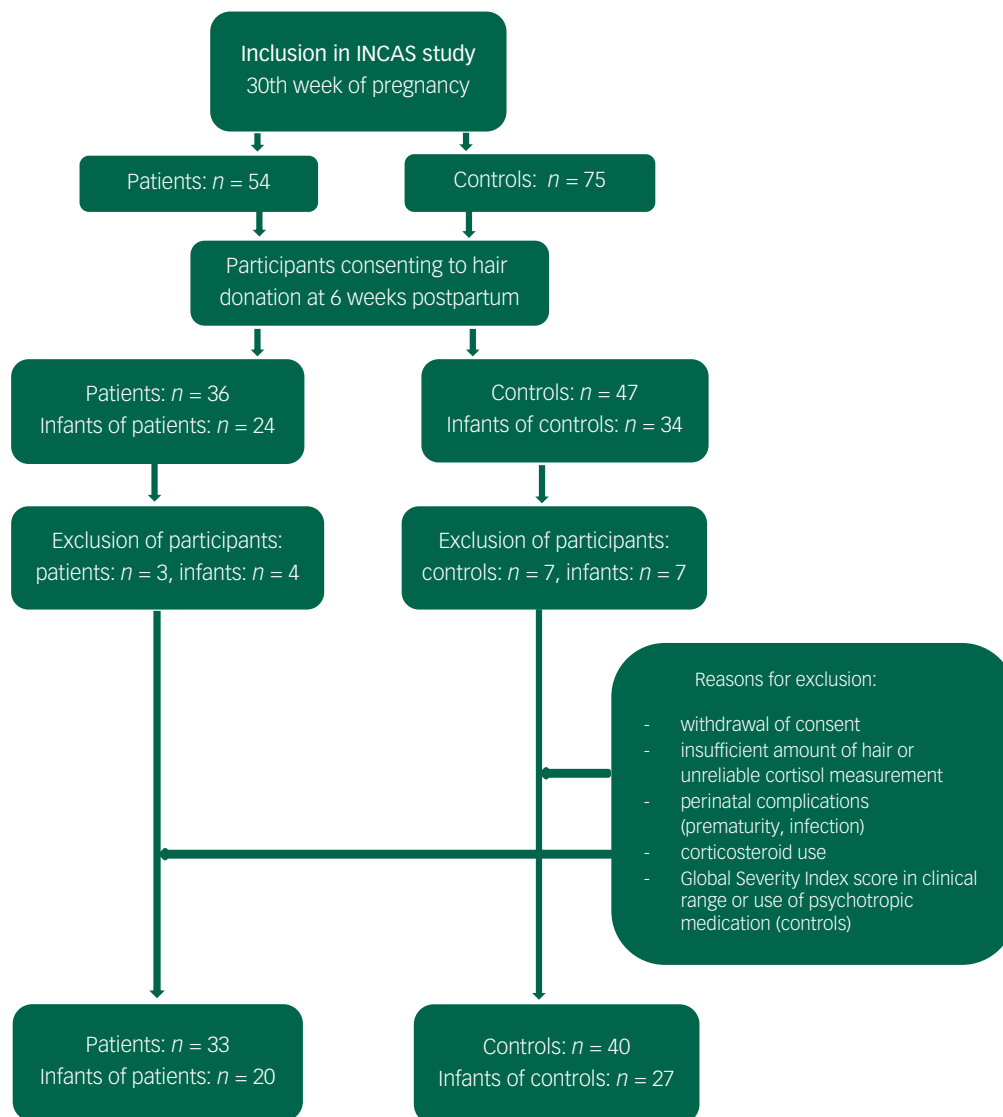 Inclusion in INCAS study
30th week of pregnancy
Patients: n = 54
Controls: n = 75
Participants consenting to hair
donation at 6 weeks postpartum
Patients: n = 36
Infants of patients: n = 24
Controls: n = 47
Infants of controls: n = 34
Exclusion of participants:
patients: n = 3, infants: n = 4
Exclusion of participants:
controls: n = 7, infants: n = 7
Reasons for exclusion:
- withdrawal of consent
- insufficient amount of hair or
unreliable cortisol measurement
- perinatal complications
(prematurity, infection)
- corticosteroid use
- Global Severity Index score in clinical
range or use of psychotropic
medication (controls)
Patients: n = 33
Infants of patients: n = 20
Controls: n = 40
Infants of controls: n = 27